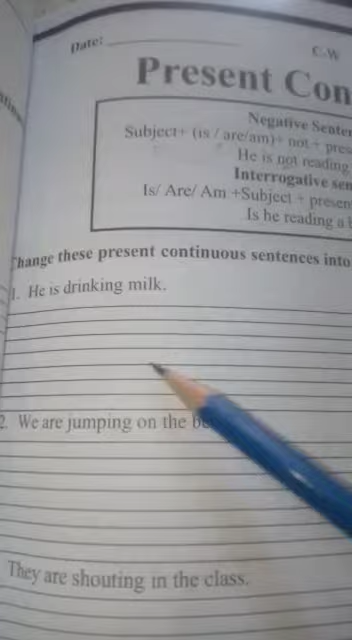 Date:
C-W
Present Con
Negative Senten
Subject+ (is / are/am)+ not + pres
He is not reading
Interrogative sen
Is/ Are/ Am +Subject + presen
Is he reading a b
Change these present continuous sentences into
1. He is drinking milk.
2. We are jumping on the be
They are shouting in the class.